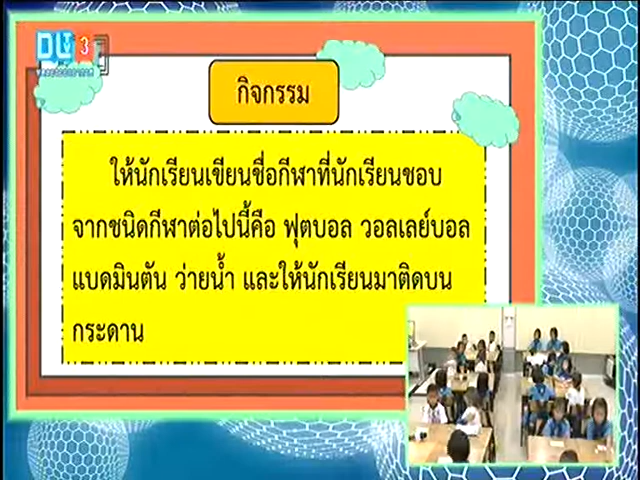 DLTV 3
กิจกรรม
ให้นักเรียนเขียนชื่อกีฬาที่นักเรียนชอบ
จากชนิดกีฬาต่อไปนี้คือ ฟุตบอล วอลเลย์บอล
แบดมินตัน ว่ายน้ำ และให้นักเรียนมาติดบน
กระดาน